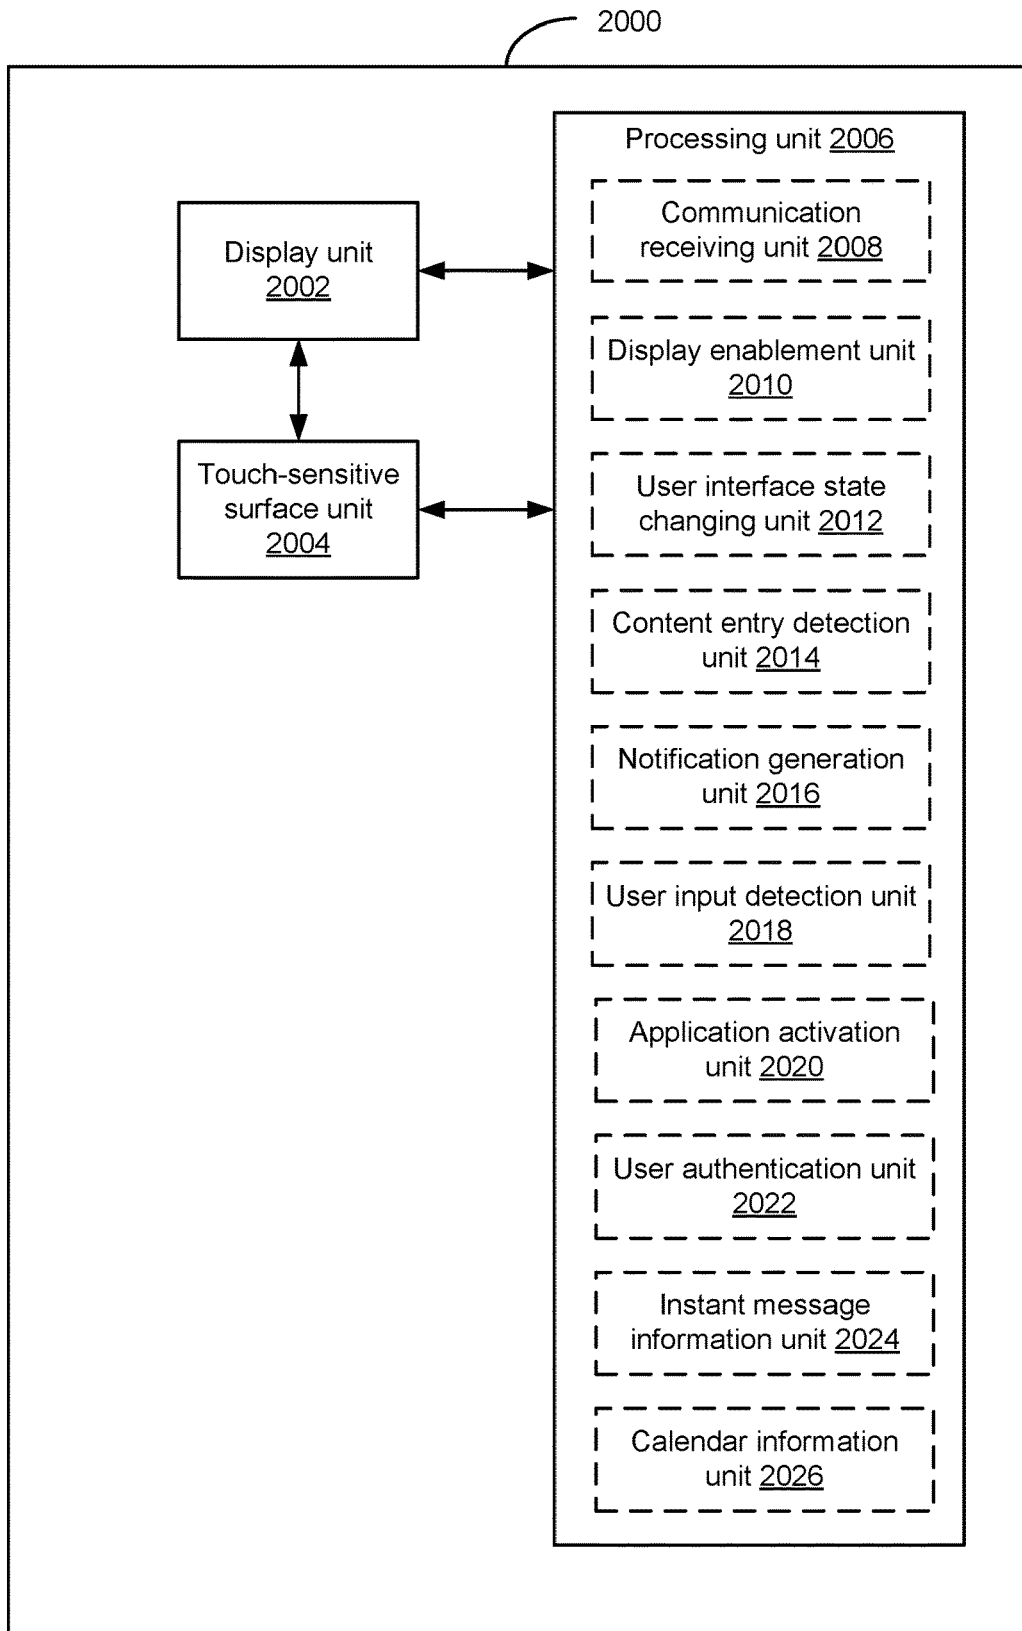 2000
Processing unit 2006
Communication
receiving unit 2008
Display unit
2002
Display enablement unit
2010
Touch-sensitive
surface unit
2004
User interface state
changing unit 2012
Content entry detection
unit 2014
Notification generation
unit 2016
User input detection unit
2018
Application activation
unit 2020
User authentication unit
2022
Instant message
information unit 2024
Calendar information
unit 2026